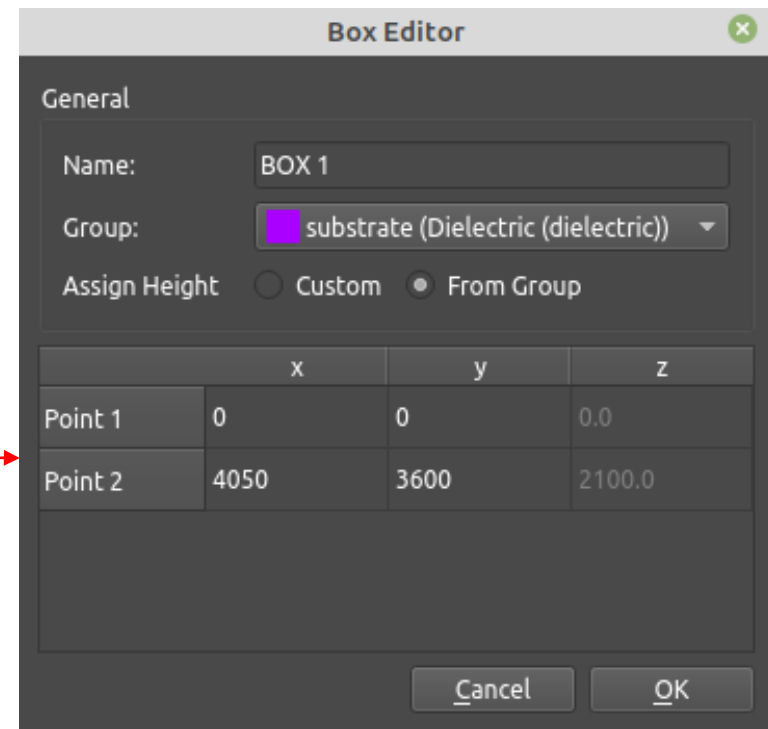 Box Editor
General
Name: BOX 1
Group: substrate (Dielectric (dielectric))
Assign Height Custom From Group
x y z
Point 1 0 0 0.0
Point 2 4050 3600 2100.0
Cancel OK